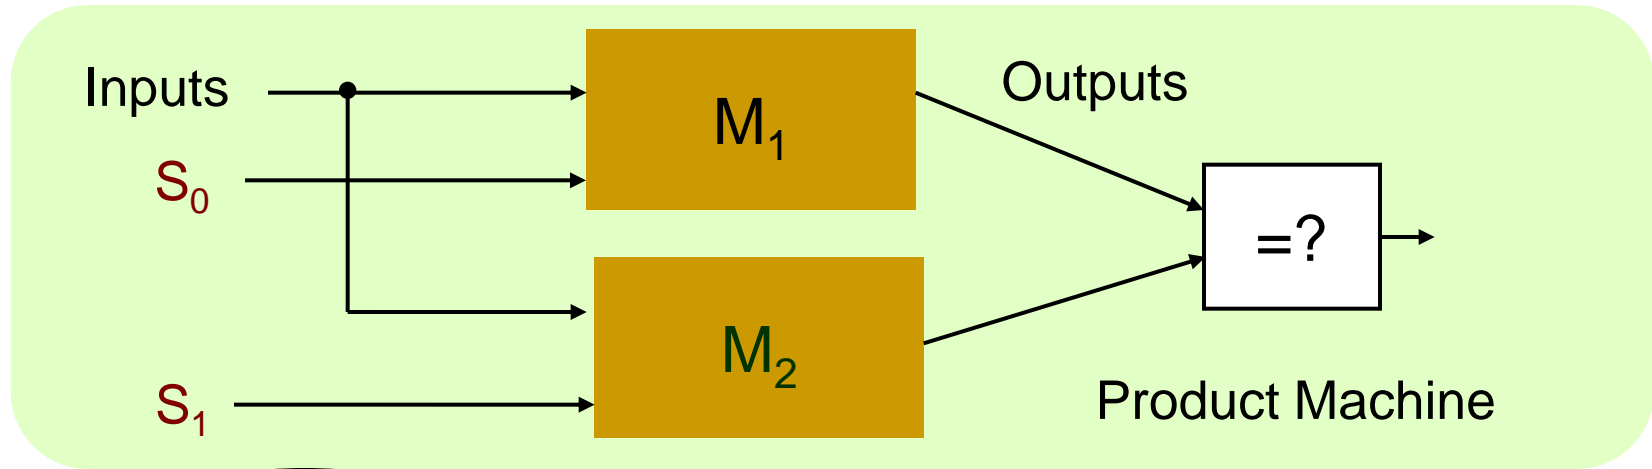 Inputs
Outputs
M₁
S₀
=?
M₂
S₁
Product Machine